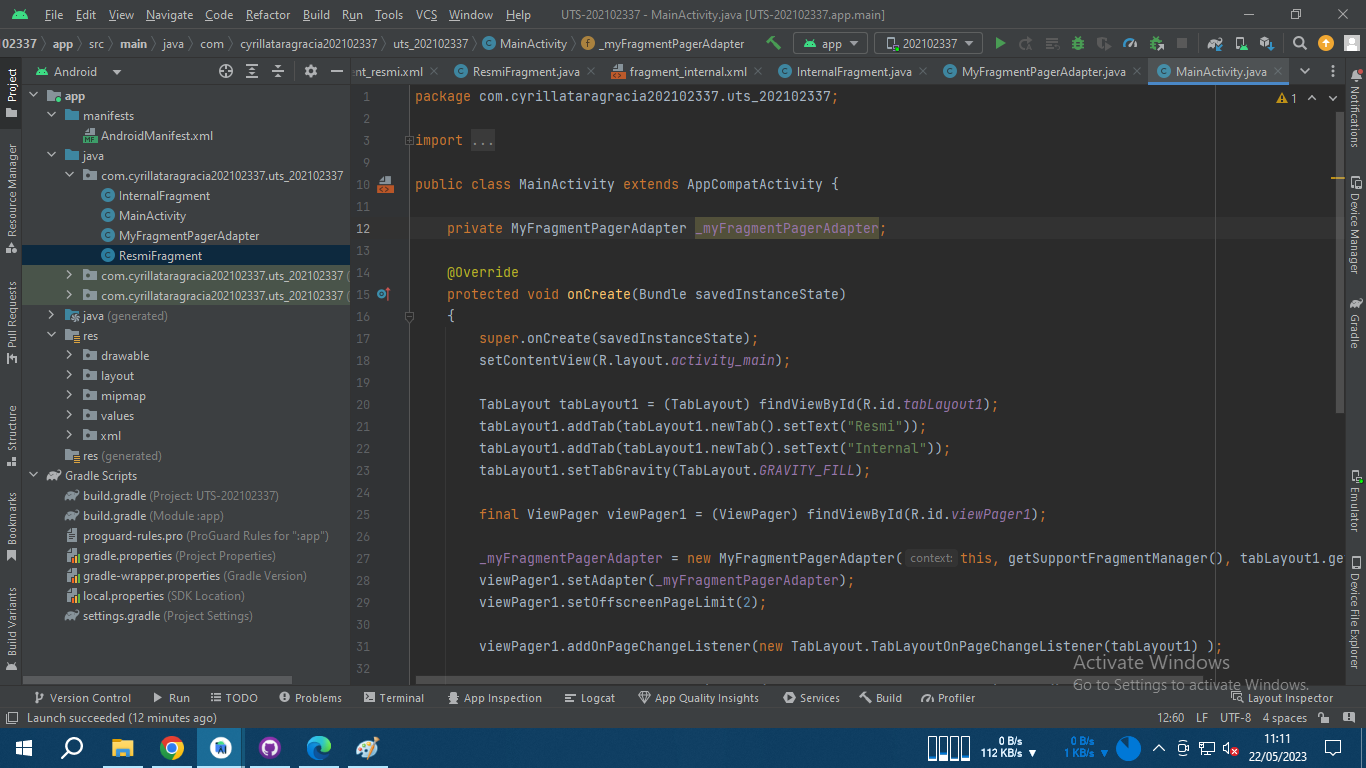 File Edit View Navigate Code Refactor Build Run Tools VCS Window Help UTS-202102337 - MainActivity.java [UTS-202102337.app.main]
02337 app src main java com cyrillataragracia202102337 uts_202102337 MainActivity _myFragmentPagerAdapter app 202102337
Project
Resource Manager
Pull Requests
Structure
Bookmarks
Build Variants
Android
app
manifests
AndroidManifest.xml
java
com.cyrillataragracia202102337.uts_202102337
InternalFragment
MainActivity
MyFragmentPagerAdapter
ResmiFragment
com.cyrillataragracia202102337.uts_202102337 (
com.cyrillataragracia202102337.uts_202102337 (
java (generated)
res
drawable
layout
mipmap
values
xml
res (generated)
Gradle Scripts
build.gradle (Project: UTS-202102337)
build.gradle (Module :app)
proguard-rules.pro (ProGuard Rules for ":app")
gradle.properties (Project Properties)
gradle-wrapper.properties (Gradle Version)
local.properties (SDK Location)
settings.gradle (Project Settings)
ent_resmi.xml ResmiFragment.java fragment_internal.xml InternalFragment.java MyFragmentPagerAdapter.java MainActivity.java
1 package com.cyrillataragracia202102337.uts_202102337; 1
2
3 import ...
9
10 public class MainActivity extends AppCompatActivity {
11
12 private MyFragmentPagerAdapter _myFragmentPagerAdapter;
13
14 @Override
15 protected void onCreate(Bundle savedInstanceState)
16 {
17 super.onCreate(savedInstanceState);
18 setContentView(R.layout.activity_main);
19
20 TabLayout tabLayout1 = (TabLayout) findViewById(R.id.tabLayout1);
21 tabLayout1.addTab(tabLayout1.newTab().setText("Resmi"));
22 tabLayout1.addTab(tabLayout1.newTab().setText("Internal"));
23 tabLayout1.setTabGravity(TabLayout.GRAVITY_FILL);
24
25 final ViewPager viewPager1 = (ViewPager) findViewById(R.id.viewPager1);
26
27 _myFragmentPagerAdapter = new MyFragmentPagerAdapter( context: this, getSupportFragmentManager(), tabLayout1.ge
28 viewPager1.setAdapter(_myFragmentPagerAdapter);
29 viewPager1.setOffscreenPageLimit(2);
30
31 viewPager1.addOnPageChangeListener(new TabLayout.TabLayoutOnPageChangeListener(tabLayout1) );
32
Notifications
Device Manager
Gradle
Emulator
Device File Explorer
Activate Windows
Go to Settings to activate Windows.
Version Control Run TODO Problems Terminal App Inspection Logcat App Quality Insights Services Build Profiler Layout Inspector
Launch succeeded (12 minutes ago) 12:60 LF UTF-8 4 spaces
0 B/s
112 KB/s
0 B/s
1 KB/s
11:11
22/05/2023